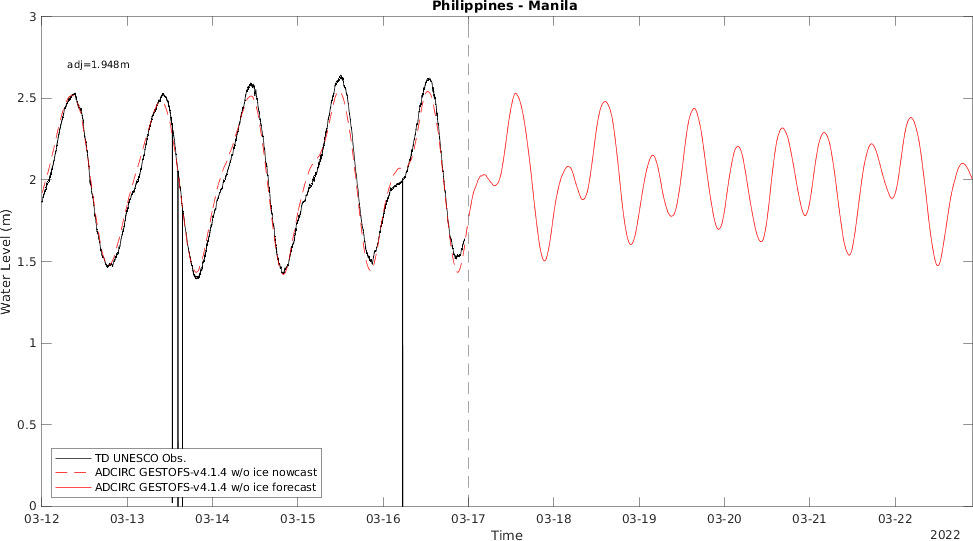 Philippines - Manila
adj=1.948m
3
2.5
2
1.5
1
0.5
0
Water Level (m)
TD UNESCO Obs.
ADCIRC GESTOFS-v4.1.4 w/o ice nowcast
ADCIRC GESTOFS-v4.1.4 w/o ice forecast
03-12 03-13 03-14 03-15 03-16 03-17 03-18 03-19 03-20 03-21 03-22
Time
2022